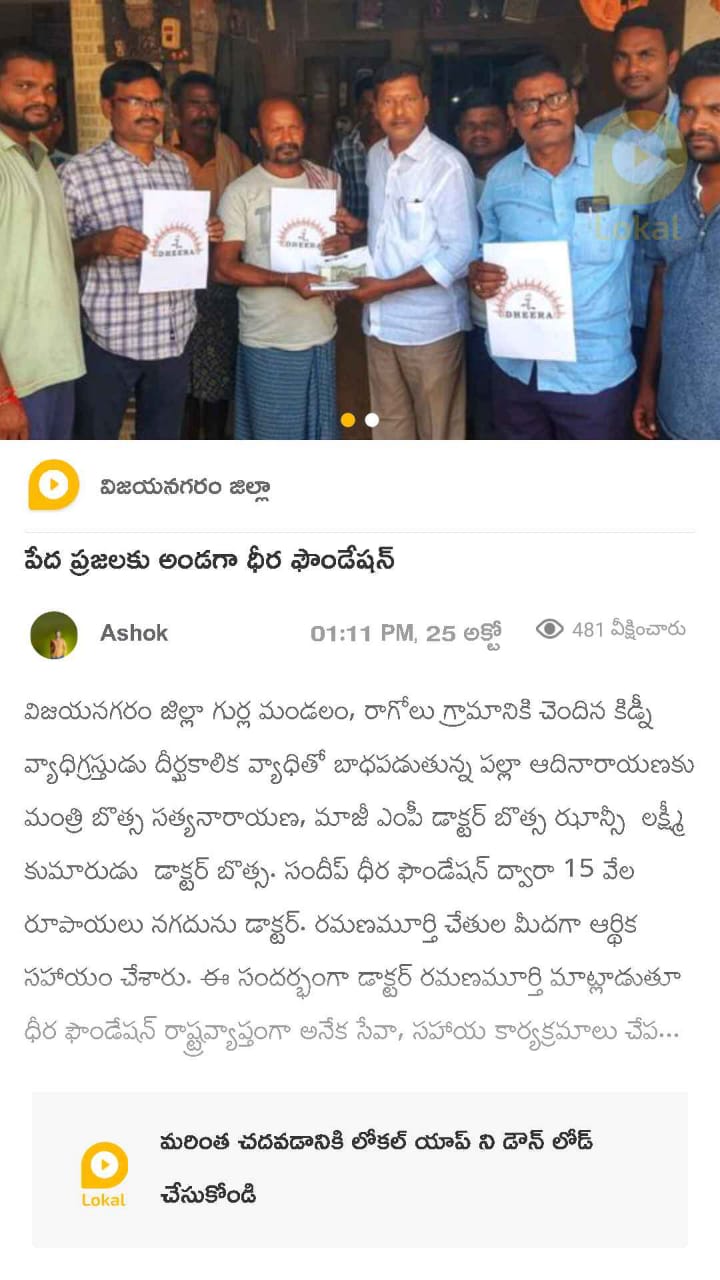 DHEERA
DHEERA
DHEERA
Lokal
విజయనగరం జిల్లా
పేద ప్రజలకు అండగా ధీర ఫౌండేషన్
Ashok
01:11 PM, 25 అక్టో
481 వీక్షించారు
విజయనగరం జిల్లా గుర్ల మండలం, రాగోలు గ్రామానికి చెందిన కిడ్నీ
వ్యాధిగ్రస్తుడు దీర్ఘకాలిక వ్యాధితో బాధపడుతున్న పల్లా ఆదినారాయణకు
మంత్రి బొత్స సత్యనారాయణ, మాజీ ఎంపీ డాక్టర్ బొత్స ఝాన్సీ లక్ష్మీ
కుమారుడు డాక్టర్ బొత్స. సందీప్ ధీర ఫౌండేషన్ ద్వారా 15 వేల
రూపాయలు నగదును డాక్టర్. రమణమూర్తి చేతుల మీదగా ఆర్థిక
సహాయం చేశారు. ఈ సందర్భంగా డాక్టర్ రమణమూర్తి మాట్లాడుతూ
ధీర ఫౌండేషన్ రాష్ట్రవ్యాప్తంగా అనేక సేవా, సహాయ కార్యక్రమాలు చేప...
మరింత చదవడానికి లోకల్ యాప్ ని డౌన్ లోడ్
చేసుకోండి
Lokal